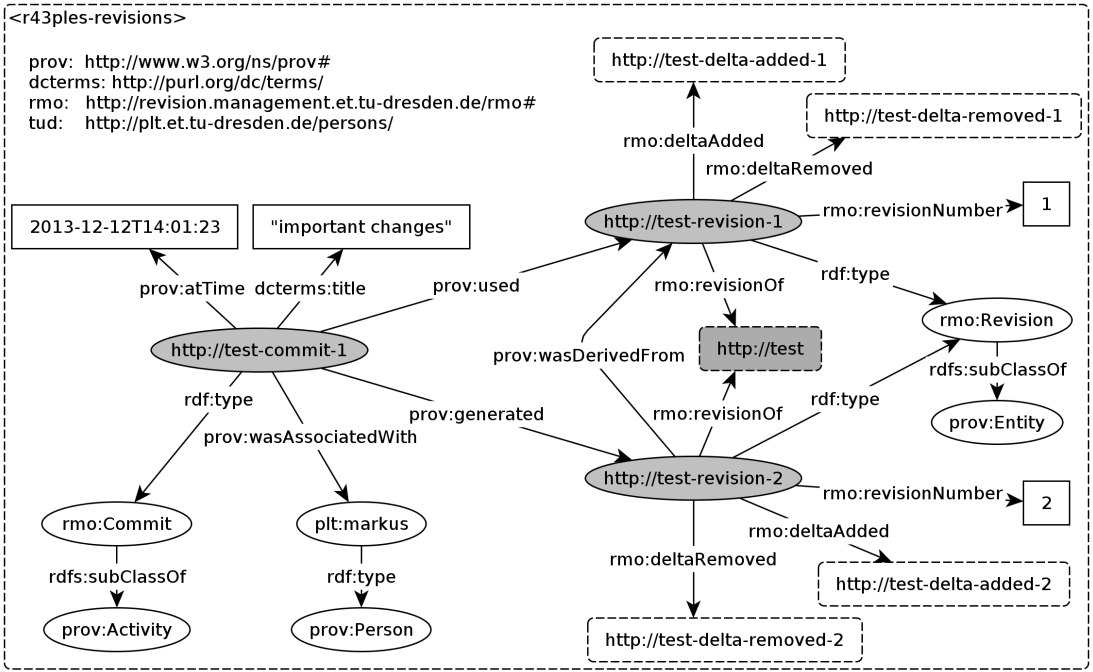 <r43ples-revisions>
prov: http://www.w3.org/ns/prov#
dcterms: http://purl.org/dc/terms/
rmo: http://revision.management.et.tu-dresden.de/rmo#
tud: http://plt.et.tu-dresden.de/persons/
http://test-delta-added-1
http://test-delta-removed-1
rmo:deltaAdded
rmo:deltaRemoved
2013-12-12T14:01:23
"important changes"
http://test-revision-1
rmo:revisionNumber
1
prov:atTime
dcterms:title
prov:used
rmo:revisionOf
rdf:type
http://test-commit-1
prov:wasDerivedFrom
http://test
rmo:Revision
rdfs:subClassOf
prov:Entity
rdf:type
prov:wasAssociatedWith
prov:generated
rmo:revisionOf
rdf:type
http://test-revision-2
rmo:revisionNumber
2
rmo:Commit
plt:markus
rmo:deltaAdded
rmo:deltaRemoved
rdfs:subClassOf
rdf:type
http://test-delta-added-2
prov:Activity
prov:Person
http://test-delta-removed-2